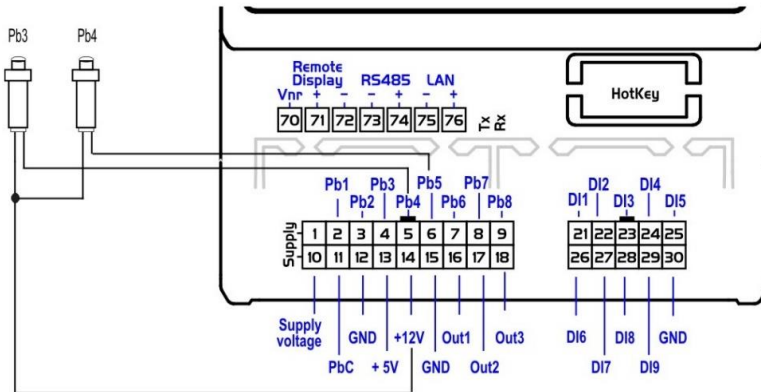 Pb3 Pb4
Remote
Display RS485 LAN
Vnr + − − + − +
70 71 72 73 74 75 76 Tx Rx
HotKey
Pb1 Pb3 Pb5 Pb7
Pb2 Pb4 Pb6 Pb8
DI2 DI4
DI1 DI3 DI5
Supply
1 2 3 4 5 6 7 8 9
10 11 12 13 14 15 16 17 18
21 22 23 24 25
26 27 28 29 30
Supply
voltage
GND +12V Out1 Out3
PbC + 5V GND Out2
DI6 DI8 GND
DI7 DI9